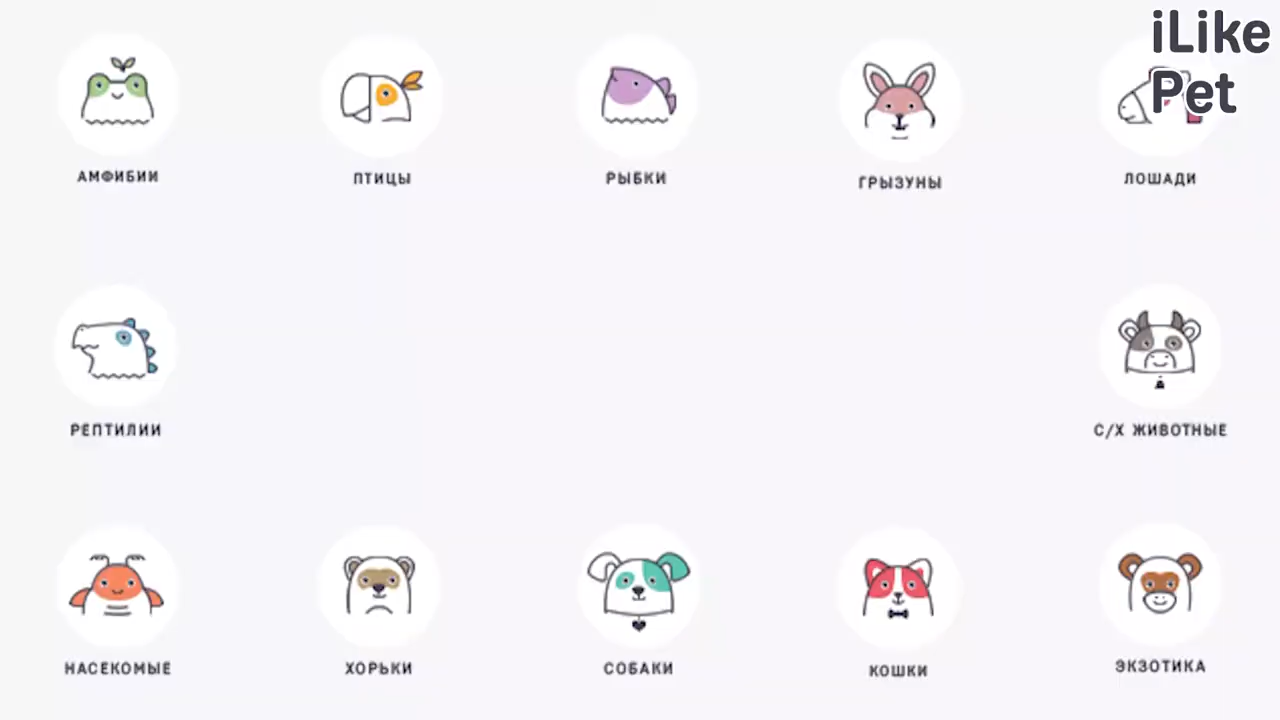 iLike
Pet
АМФИБИИ
ПТИЦЫ
РЫБКИ
ГРЫЗУНЫ
ЛОШАДИ
РЕПТИЛИИ
С/Х ЖИВОТНЫЕ
НАСЕКОМЫЕ
ХОРЬКИ
СОБАКИ
КОШКИ
ЭКЗОТИКА